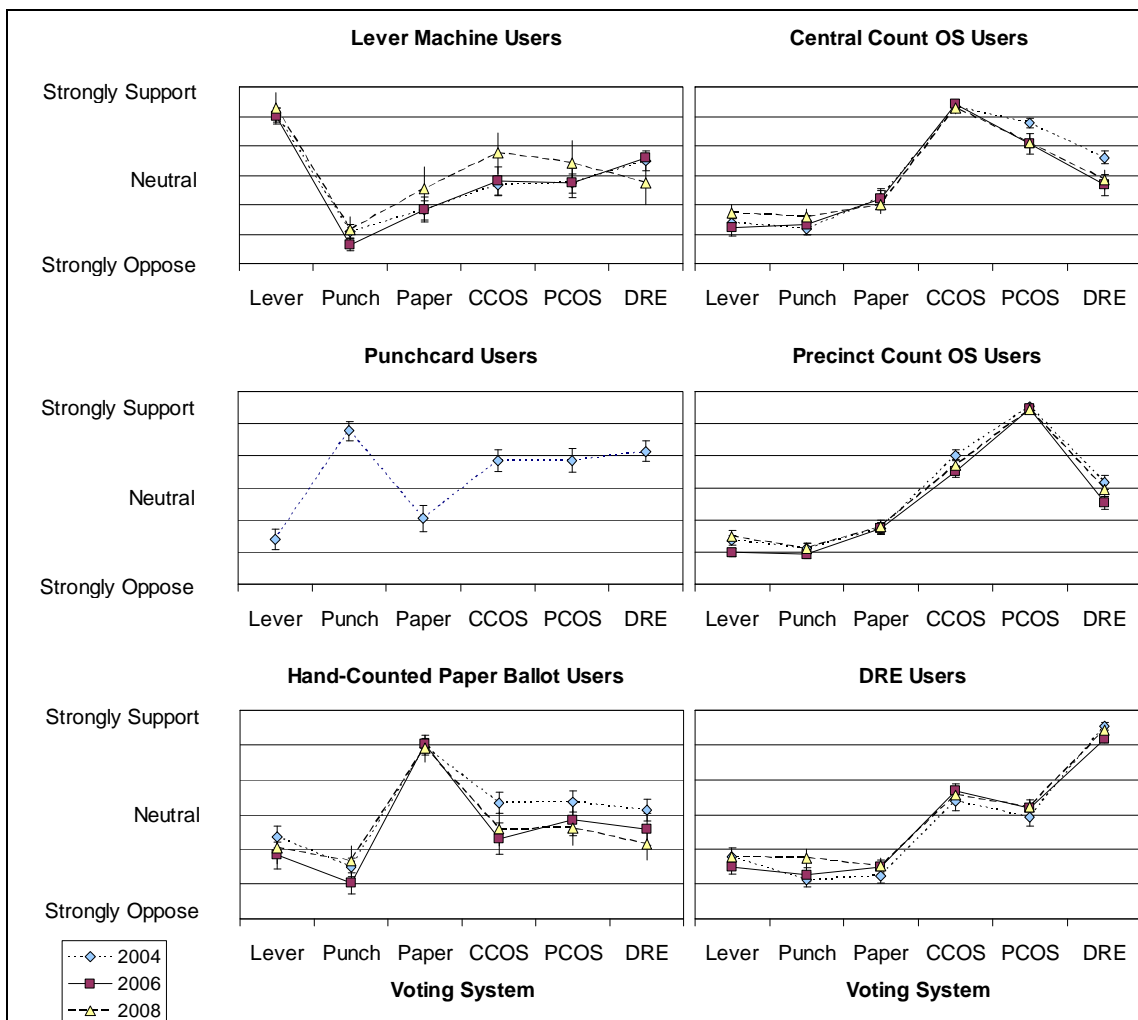 Lever Machine Users
Central Count OS Users
Strongly Support
Neutral
Strongly Oppose
Lever Punch Paper CCOS PCOS DRE
Lever Punch Paper CCOS PCOS DRE
Punchcard Users
Precinct Count OS Users
Strongly Support
Neutral
Strongly Oppose
Lever Punch Paper CCOS PCOS DRE
Lever Punch Paper CCOS PCOS DRE
Hand-Counted Paper Ballot Users
DRE Users
Strongly Support
Neutral
Strongly Oppose
Lever Punch Paper CCOS PCOS DRE
Lever Punch Paper CCOS PCOS DRE
Voting System
Voting System
2004
2006
2008